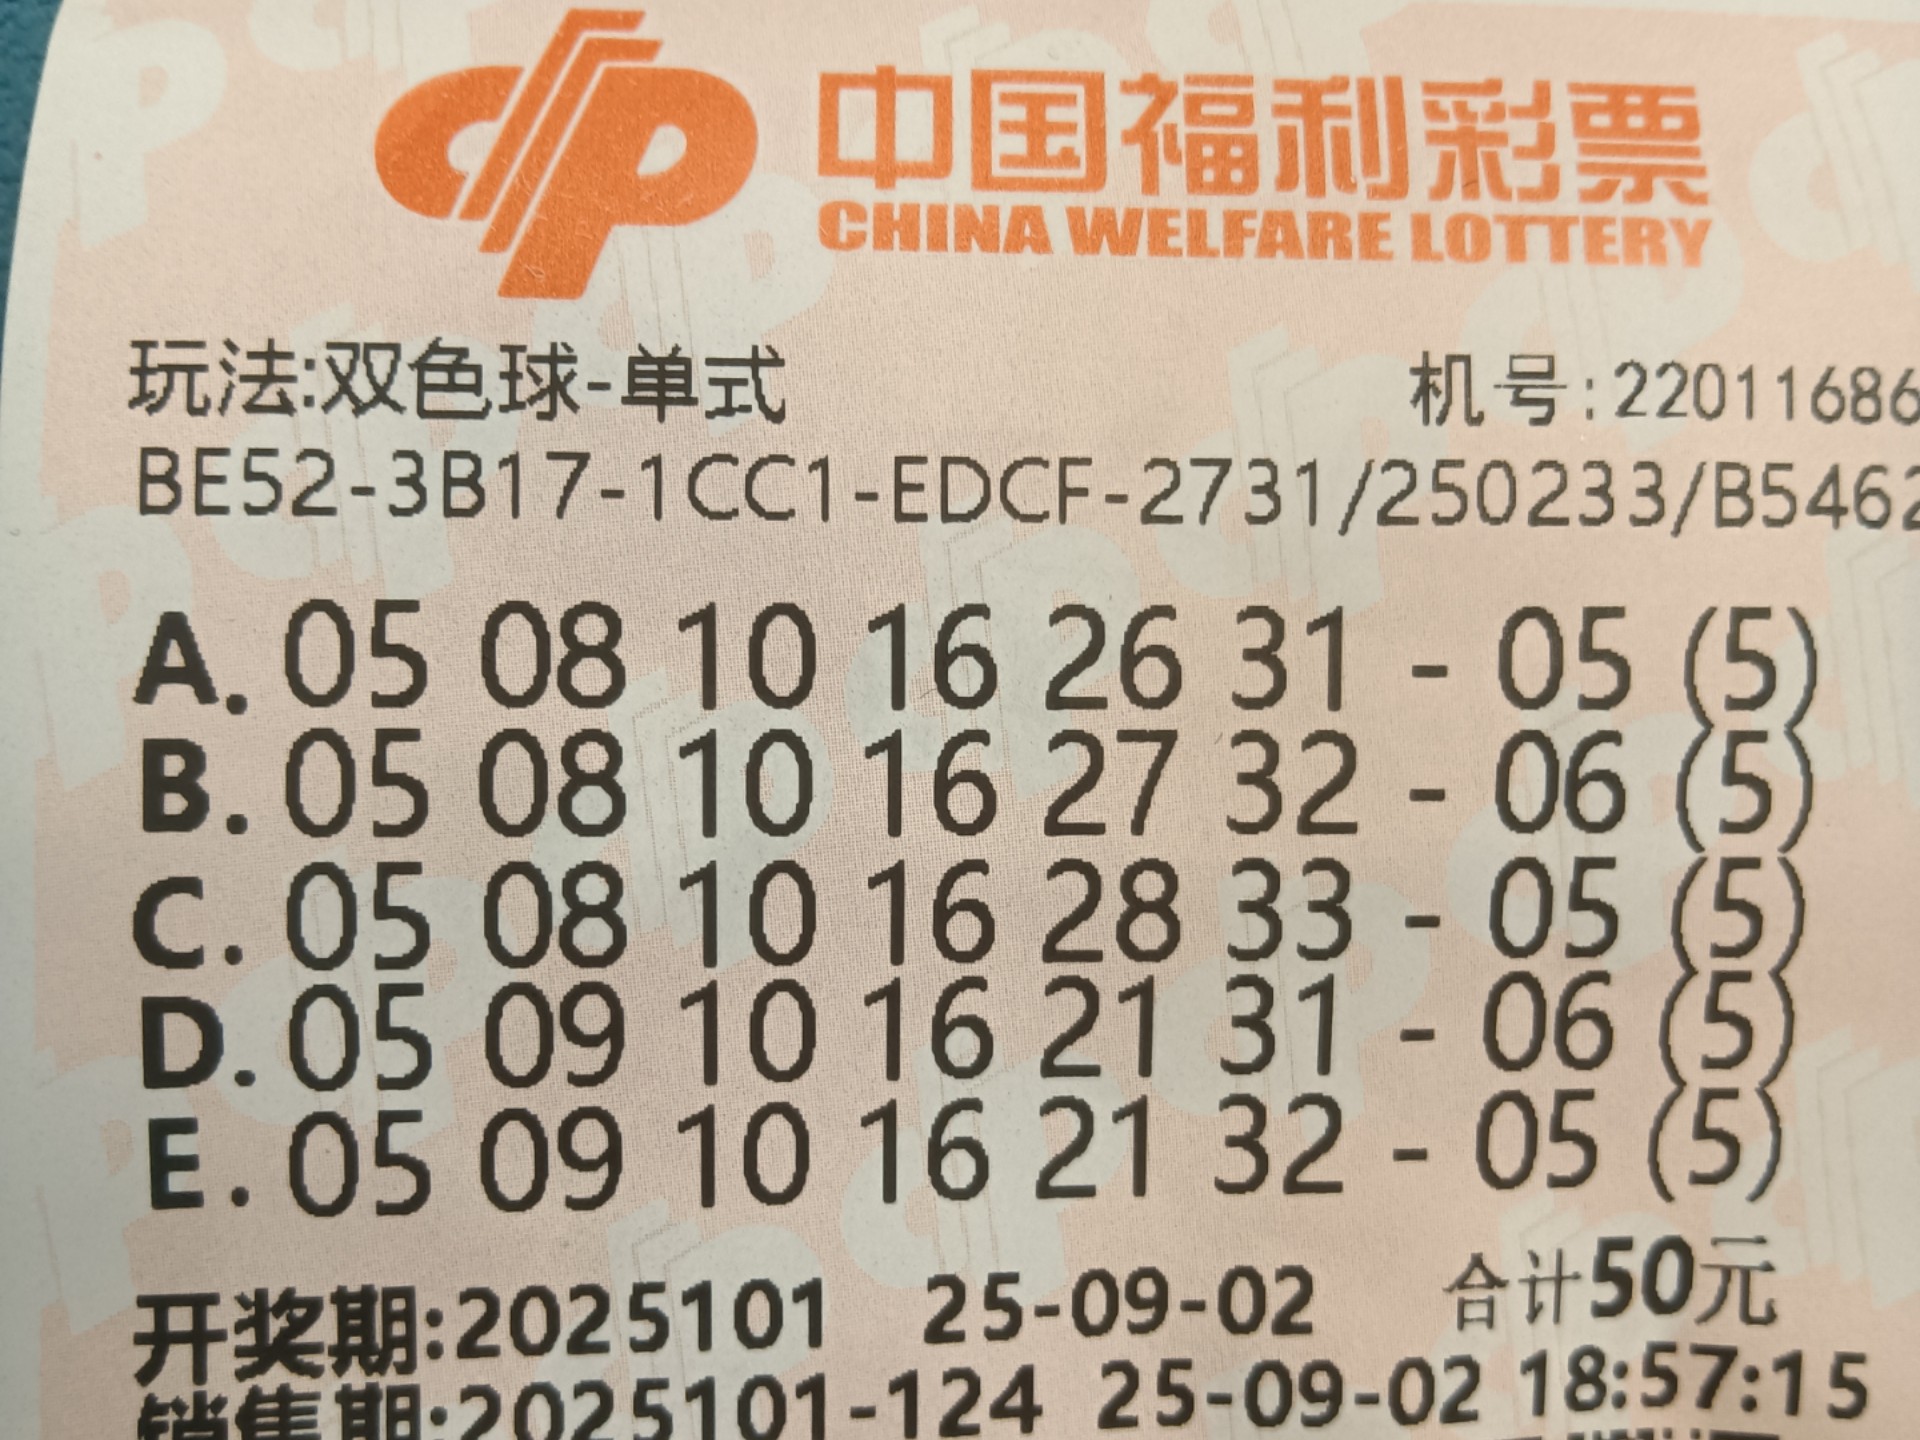 中国福利彩票
CHINA WELFARE LOTTERY
玩法:双色球-单式 机号:22011686
BE52-3B17-1CC1-EDCF-2731/250233/B5462
A. 05 08 10 16 26 31 - 05 (5)
B. 05 08 10 16 27 32 - 06 (5)
C. 05 08 10 16 28 33 - 05 (5)
D. 05 09 10 16 21 31 - 06 (5)
E. 05 09 10 16 21 32 - 05 (5)
开奖期:2025101 25-09-02 合计50元
销售期:2025101-124 25-09-02 18:57:15